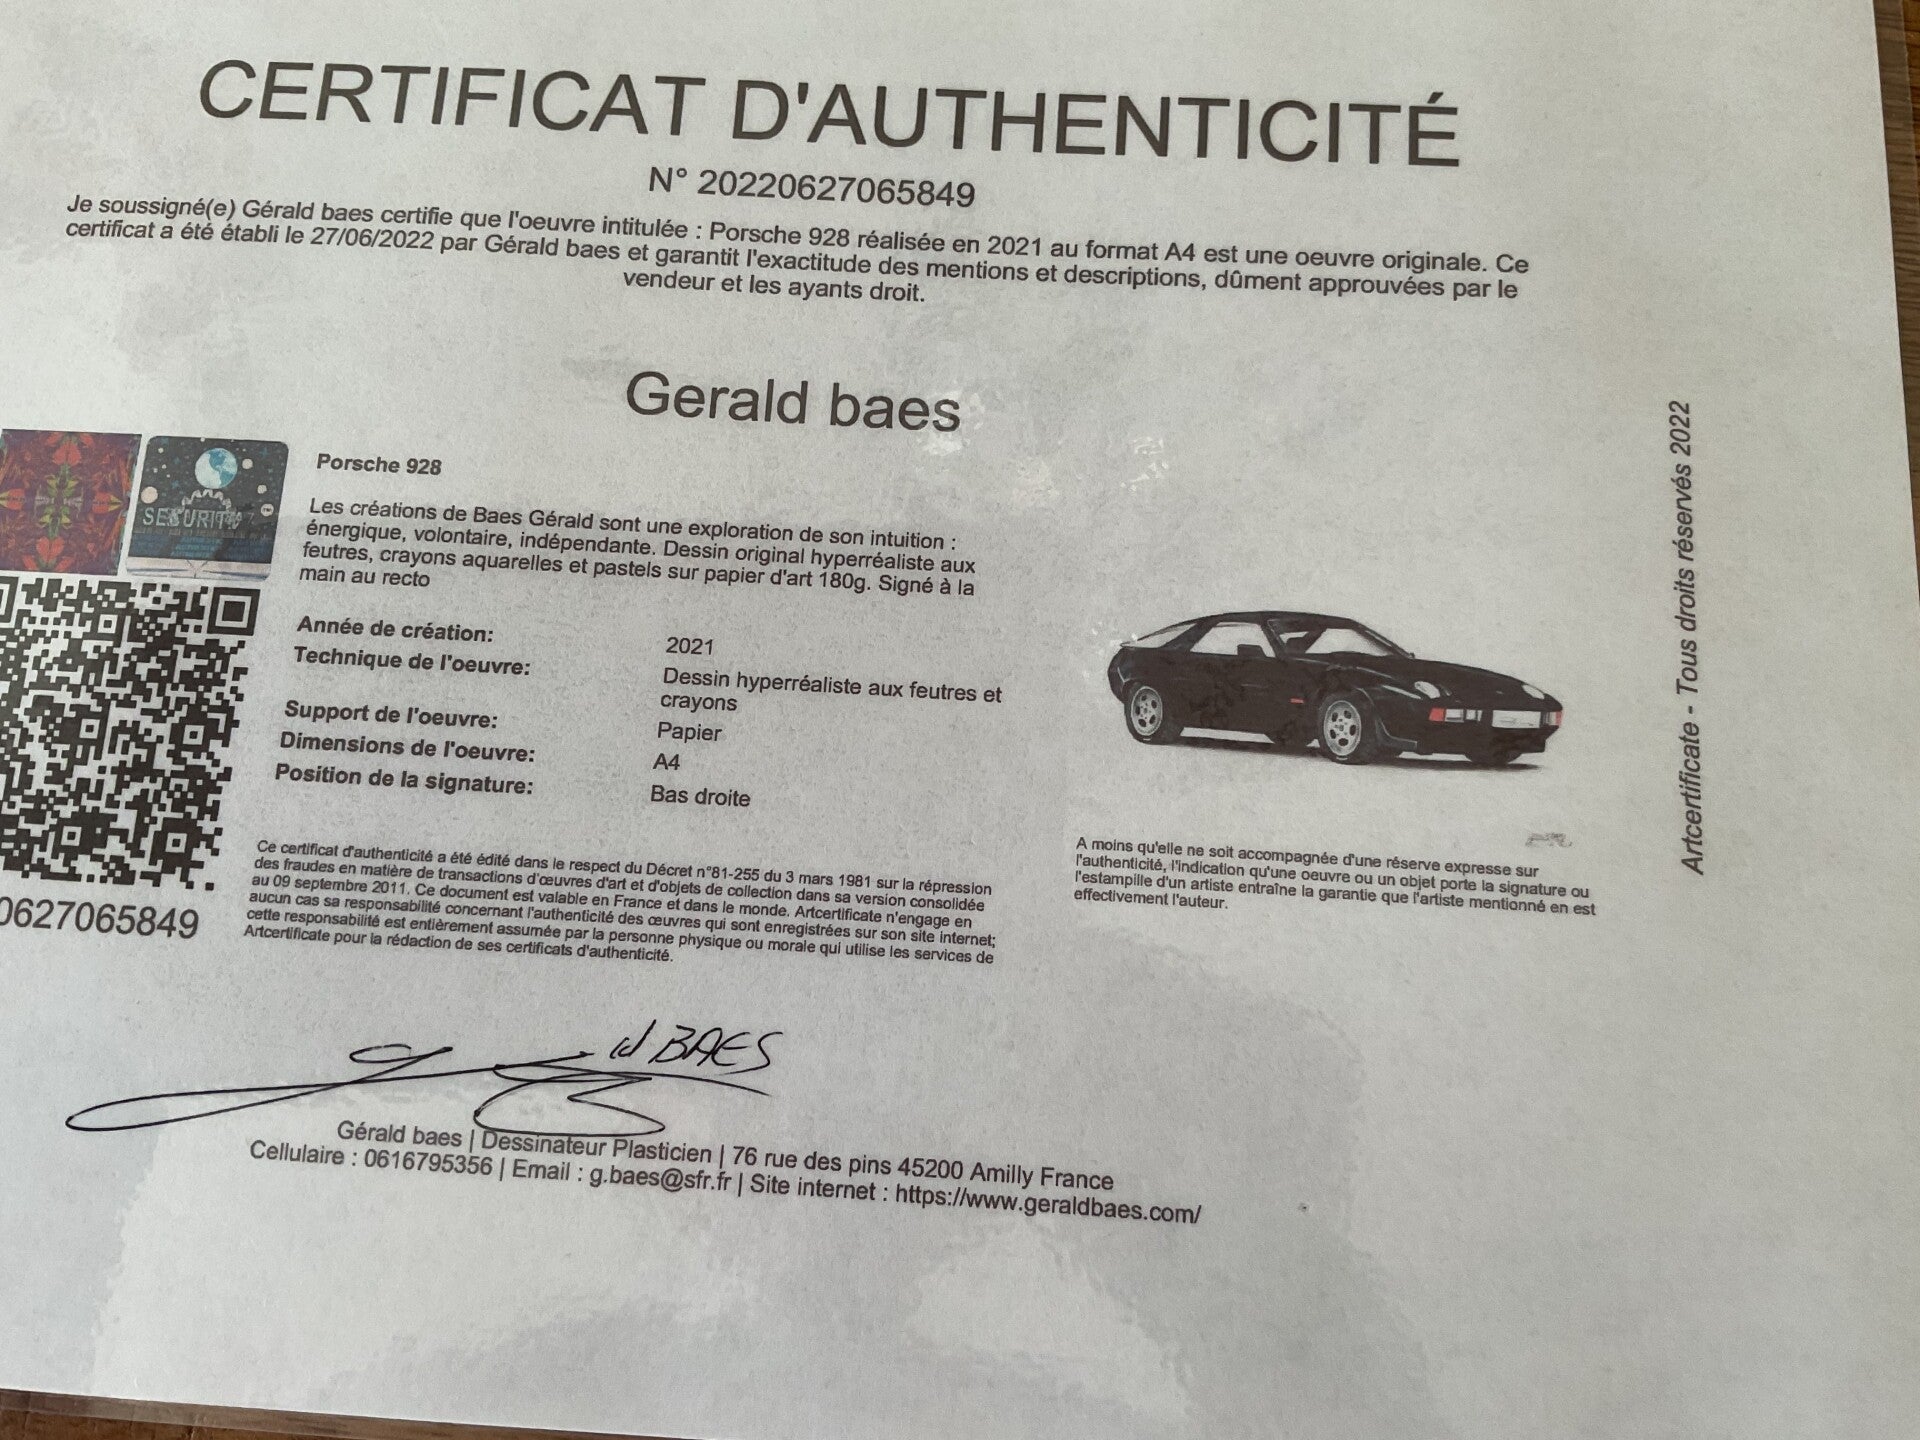 CERTIFICAT D'AUTHENTICITÉ
N° 20220627065849
Je soussigné(e) Gérald baes certifie que l'oeuvre intitulée : Porsche 928 réalisée en 2021 au format A4 est une oeuvre originale. Ce
certificat a été établi le 27/06/2022 par Gérald baes et garantit l'exactitude des mentions et descriptions, dûment approuvées par le
vendeur et les ayants droit.
Gerald baes
SECURITY
Porsche 928
Les créations de Baes Gérald sont une exploration de son intuition :
énergique, volontaire, indépendante. Dessin original hyperréaliste aux
feutres, crayons aquarelles et pastels sur papier d'art 180g. Signé à la
main au recto
Année de création: 2021
Technique de l'oeuvre: Dessin hyperréaliste aux feutres et
crayons
Support de l'oeuvre: Papier
Dimensions de l'oeuvre: A4
Position de la signature: Bas droite
0627065849
Ce certificat d'authenticité a été édité dans le respect du Décret n°81-255 du 3 mars 1981 sur la répression
des fraudes en matière de transactions d'œuvres d'art et d'objets de collection dans sa version consolidée
au 09 septembre 2011. Ce document est valable en France et dans le monde. Artcertificate n'engage en
aucun cas sa responsabilité concernant l'authenticité des œuvres qui sont enregistrées sur son site internet;
cette responsabilité est entièrement assumée par la personne physique ou morale qui utilise les services de
Artcertificate pour la rédaction de ses certificats d'authenticité.
A moins qu'elle ne soit accompagnée d'une réserve expresse sur
l'authenticité, l'indication qu'une oeuvre ou un objet porte la signature ou
l'estampille d'un artiste entraîne la garantie que l'artiste mentionné en est
effectivement l'auteur.
Artcertificate - Tous droits réservés 2022
ld BAES
Gérald baes | Dessinateur Plasticien | 76 rue des pins 45200 Amilly France
Cellulaire : 0616795356 | Email : g.baes@sfr.fr | Site internet : https://www.geraldbaes.com/